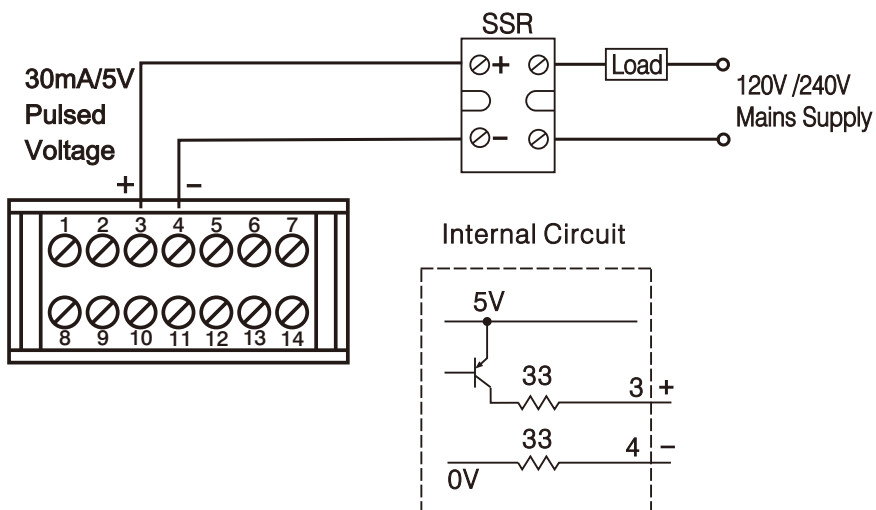 SSR
30mA/5V
Pulsed
Voltage
+ −
+
−
Load
120V /240V
Mains Supply
1 2 3 4 5 6 7
8 9 10 11 12 13 14
Internal Circuit
5V
33
3 +
33
4 −
0V